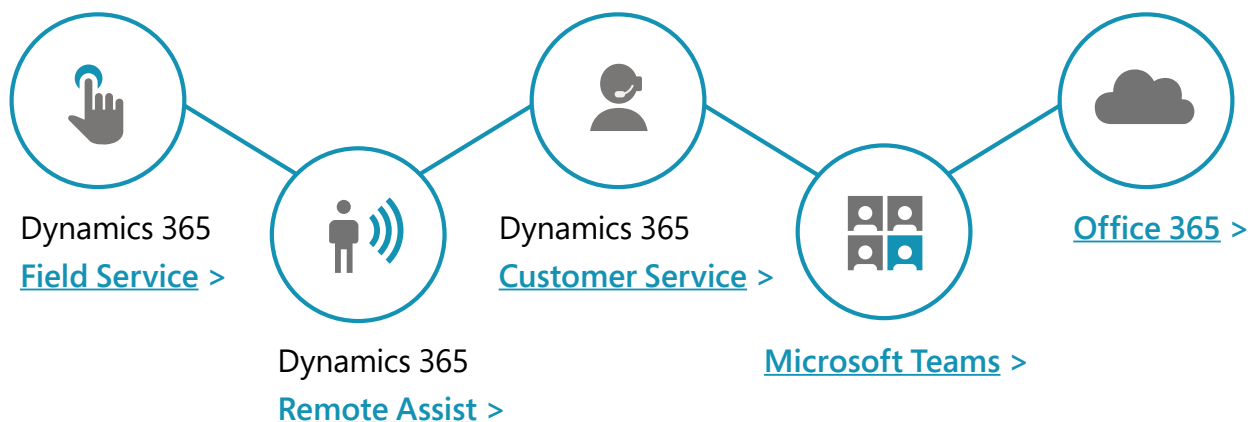 Dynamics 365
Field Service >
Dynamics 365
Remote Assist >
Dynamics 365
Customer Service >
Microsoft Teams >
Office 365 >